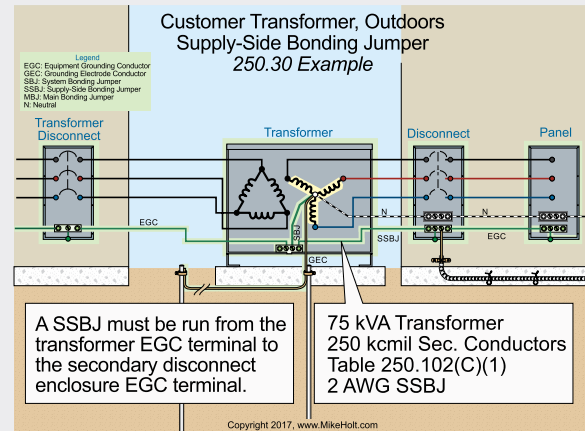 Customer Transformer, Outdoors
Supply-Side Bonding Jumper
250.30 Example
Legend
EGC: Equipment Grounding Conductor
GEC: Grounding Electrode Conductor
SBJ: System Bonding Jumper
SSBJ: Supply-Side Bonding Jumper
MBJ: Main Bonding Jumper
N: Neutral
Transformer
Disconnect
Transformer
Disconnect
Panel
N
N
EGC
SBJ
SSBJ
EGC
GEC
A SSBJ must be run from the
transformer EGC terminal to
the secondary disconnect
enclosure EGC terminal.
75 kVA Transformer
250 kcmil Sec. Conductors
Table 250.102(C)(1)
2 AWG SSBJ
Copyright 2017, www.MikeHolt.com